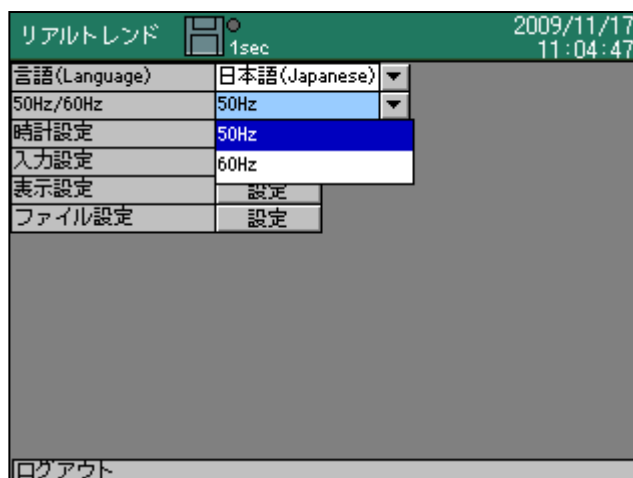 リアルトレンド 1sec 2009/11/17
11:04:47
言語(Language) 日本語(Japanese)
50Hz/60Hz 50Hz
時計設定 50Hz
入力設定 60Hz
表示設定 設定
ファイル設定 設定
ログアウト